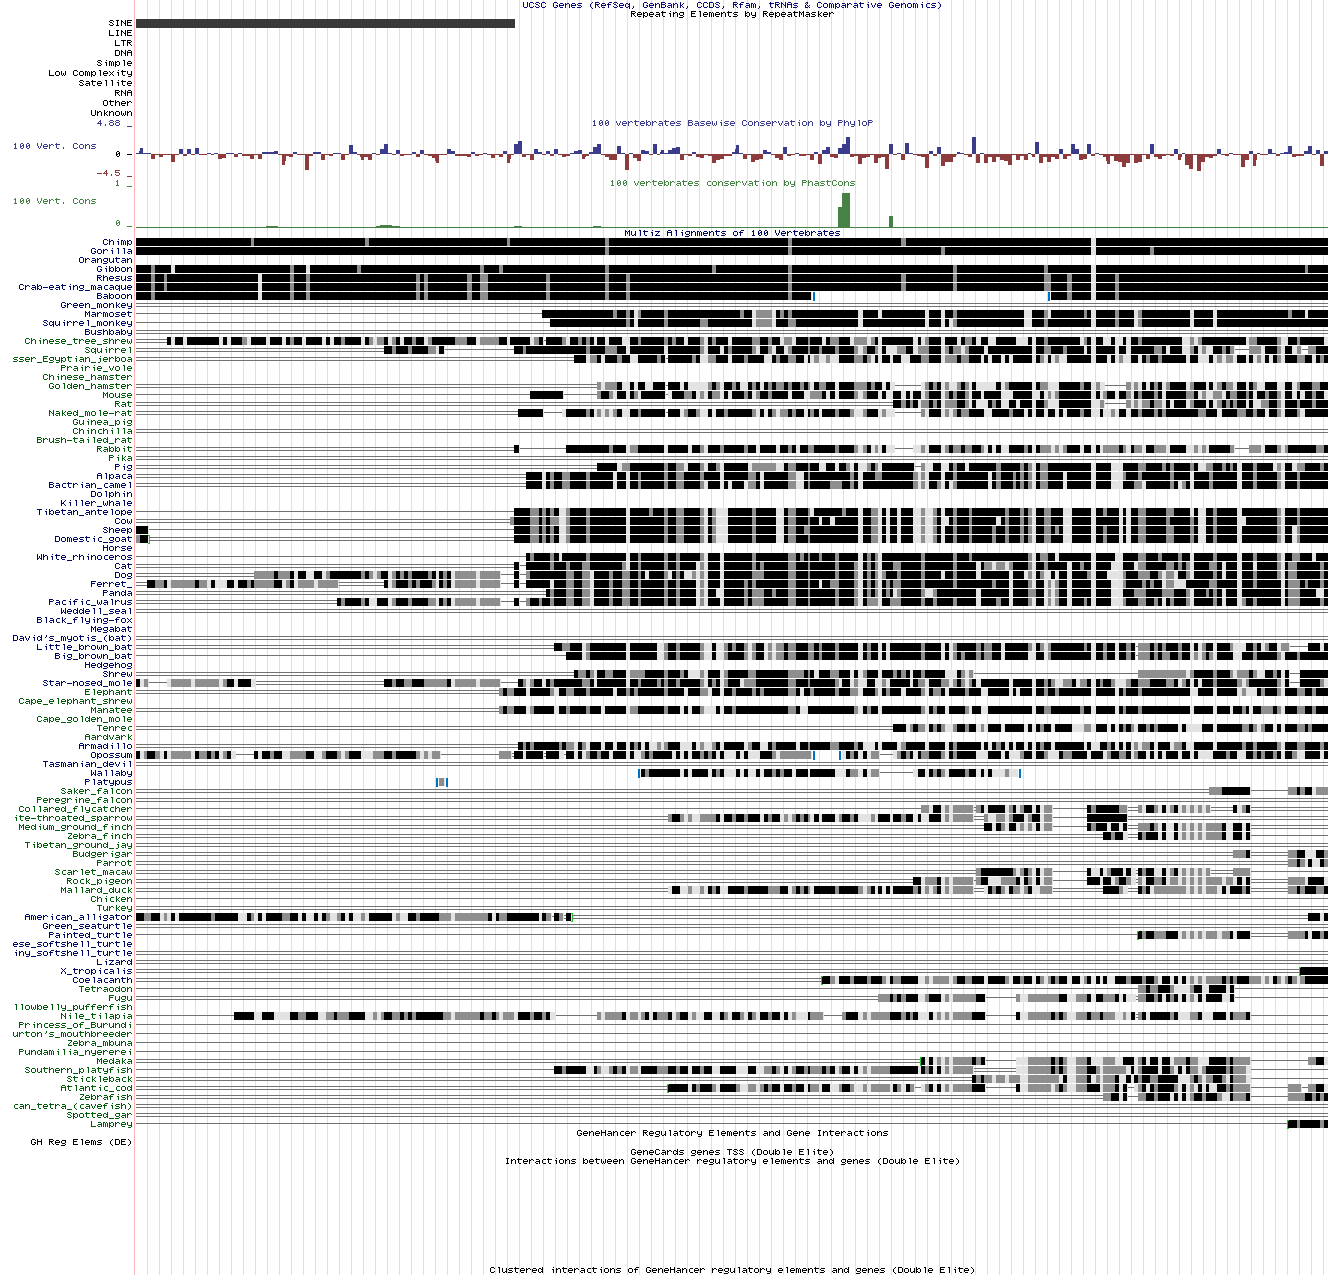 UCSC Genes (RefSeq, GenBank, CCDS, Rfam, tRNAs & Comparative Genomics)
Repeating Elements by RepeatMasker
SINE
LINE
LTR
DNA
Simple
Low Complexity
Satellite
RNA
Other
Unknown
4.88 _
100 vertebrates Basewise Conservation by PhyloP
100 Vert. Cons
0 –
-4.5 _
100 vertebrates conservation by PhastCons
1 _
100 Vert. Cons
0 _
Multiz Alignments of 100 Vertebrates
Chimp
Gorilla
Orangutan
Gibbon
Rhesus
Crab-eating_macaque
Baboon
Green_monkey
Marmoset
Squirrel_monkey
Bushbaby
Chinese_tree_shrew
Squirrel
sser_Egyptian_jerboa
Prairie_vole
Chinese_hamster
Golden_hamster
Mouse
Rat
Naked_mole-rat
Guinea_pig
Chinchilla
Brush-tailed_rat
Rabbit
Pika
Pig
Alpaca
Bactrian_camel
Dolphin
Killer_whale
Tibetan_antelope
Cow
Sheep
Domestic_goat
Horse
White_rhinoceros
Cat
Dog
Ferret_
Panda
Pacific_walrus
Weddell_seal
Black_flying-fox
Megabat
David's_myotis_(bat)
Little_brown_bat
Big_brown_bat
Hedgehog
Shrew
Star-nosed_mole
Elephant
Cape_elephant_shrew
Manatee
Cape_golden_mole
Tenrec
Aardvark
Armadillo
Opossum
Tasmanian_devil
Wallaby
Platypus
Saker_falcon
Peregrine_falcon
Collared_flycatcher
ite-throated_sparrow
Medium_ground_finch
Zebra_finch
Tibetan_ground_jay
Budgerigar
Parrot
Scarlet_macaw
Rock_pigeon
Mallard_duck
Chicken
Turkey
American_alligator
Green_seaturtle
Painted_turtle
ese_softshell_turtle
iny_softshell_turtle
Lizard
X_tropicalis
Coelacanth
Tetraodon
Fugu
llowbelly_pufferfish
Nile_tilapia
Princess_of_Burundi
urton's_mouthbreeder
Zebra_mbuna
Pundamilia_nyererei
Medaka
Southern_platyfish
Stickleback
Atlantic_cod
Zebrafish
can_tetra_(cavefish)
Spotted_gar
Lamprey
GeneHancer Regulatory Elements and Gene Interactions
GH Reg Elems (DE)
GeneCards genes TSS (Double Elite)
Interactions between GeneHancer regulatory elements and genes (Double Elite)
Clustered interactions of GeneHancer regulatory elements and genes (Double Elite)